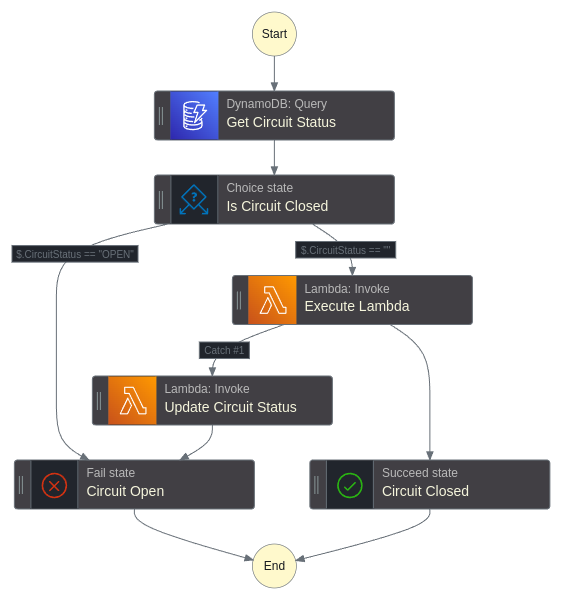 Start
DynamoDB: Query
Get Circuit Status
Choice state
Is Circuit Closed
$.CircuitStatus == "OPEN"
$.CircuitStatus == ""
Lambda: Invoke
Execute Lambda
Catch #1
Lambda: Invoke
Update Circuit Status
Fail state
Circuit Open
Succeed state
Circuit Closed
End